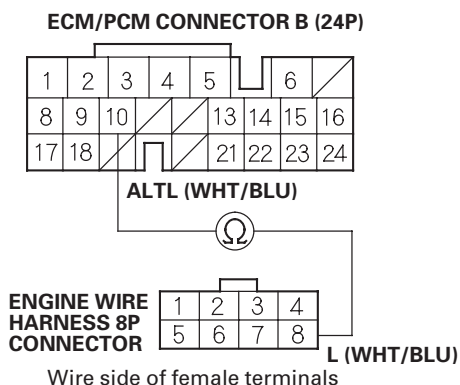 ECM/PCM CONNECTOR B (24P)
1 2 3 4 5 6
8 9 10 13 14 15 16
17 18 21 22 23 24
ALTL (WHT/BLU)
Ω
ENGINE WIRE
HARNESS 8P
CONNECTOR
1 2 3 4
5 6 7 8
L (WHT/BLU)
Wire side of female terminals